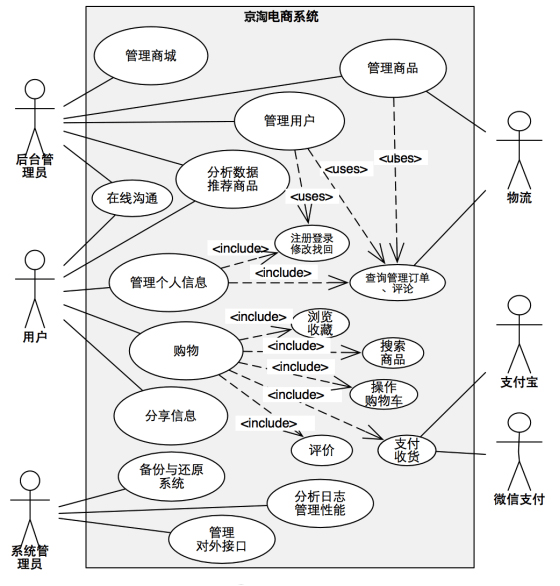 京淘电商系统
管理商城
管理商品
管理用户
后台管
理员
<uses>
<uses>
分析数据
推荐商品
<uses>
在线沟通
物流
注册登录
修改找回
<include>
<include>
管理个人信息
查询管理订单
评论
用户
<include>
浏览
收藏
购物
<include>
搜索
商品
<include>
支付宝
操作
购物车
<include>
分享信息
<include>
评价
支付
收货
备份与还原
系统
分析日志
管理性能
微信支付
管理
对外接口
系统管
理员